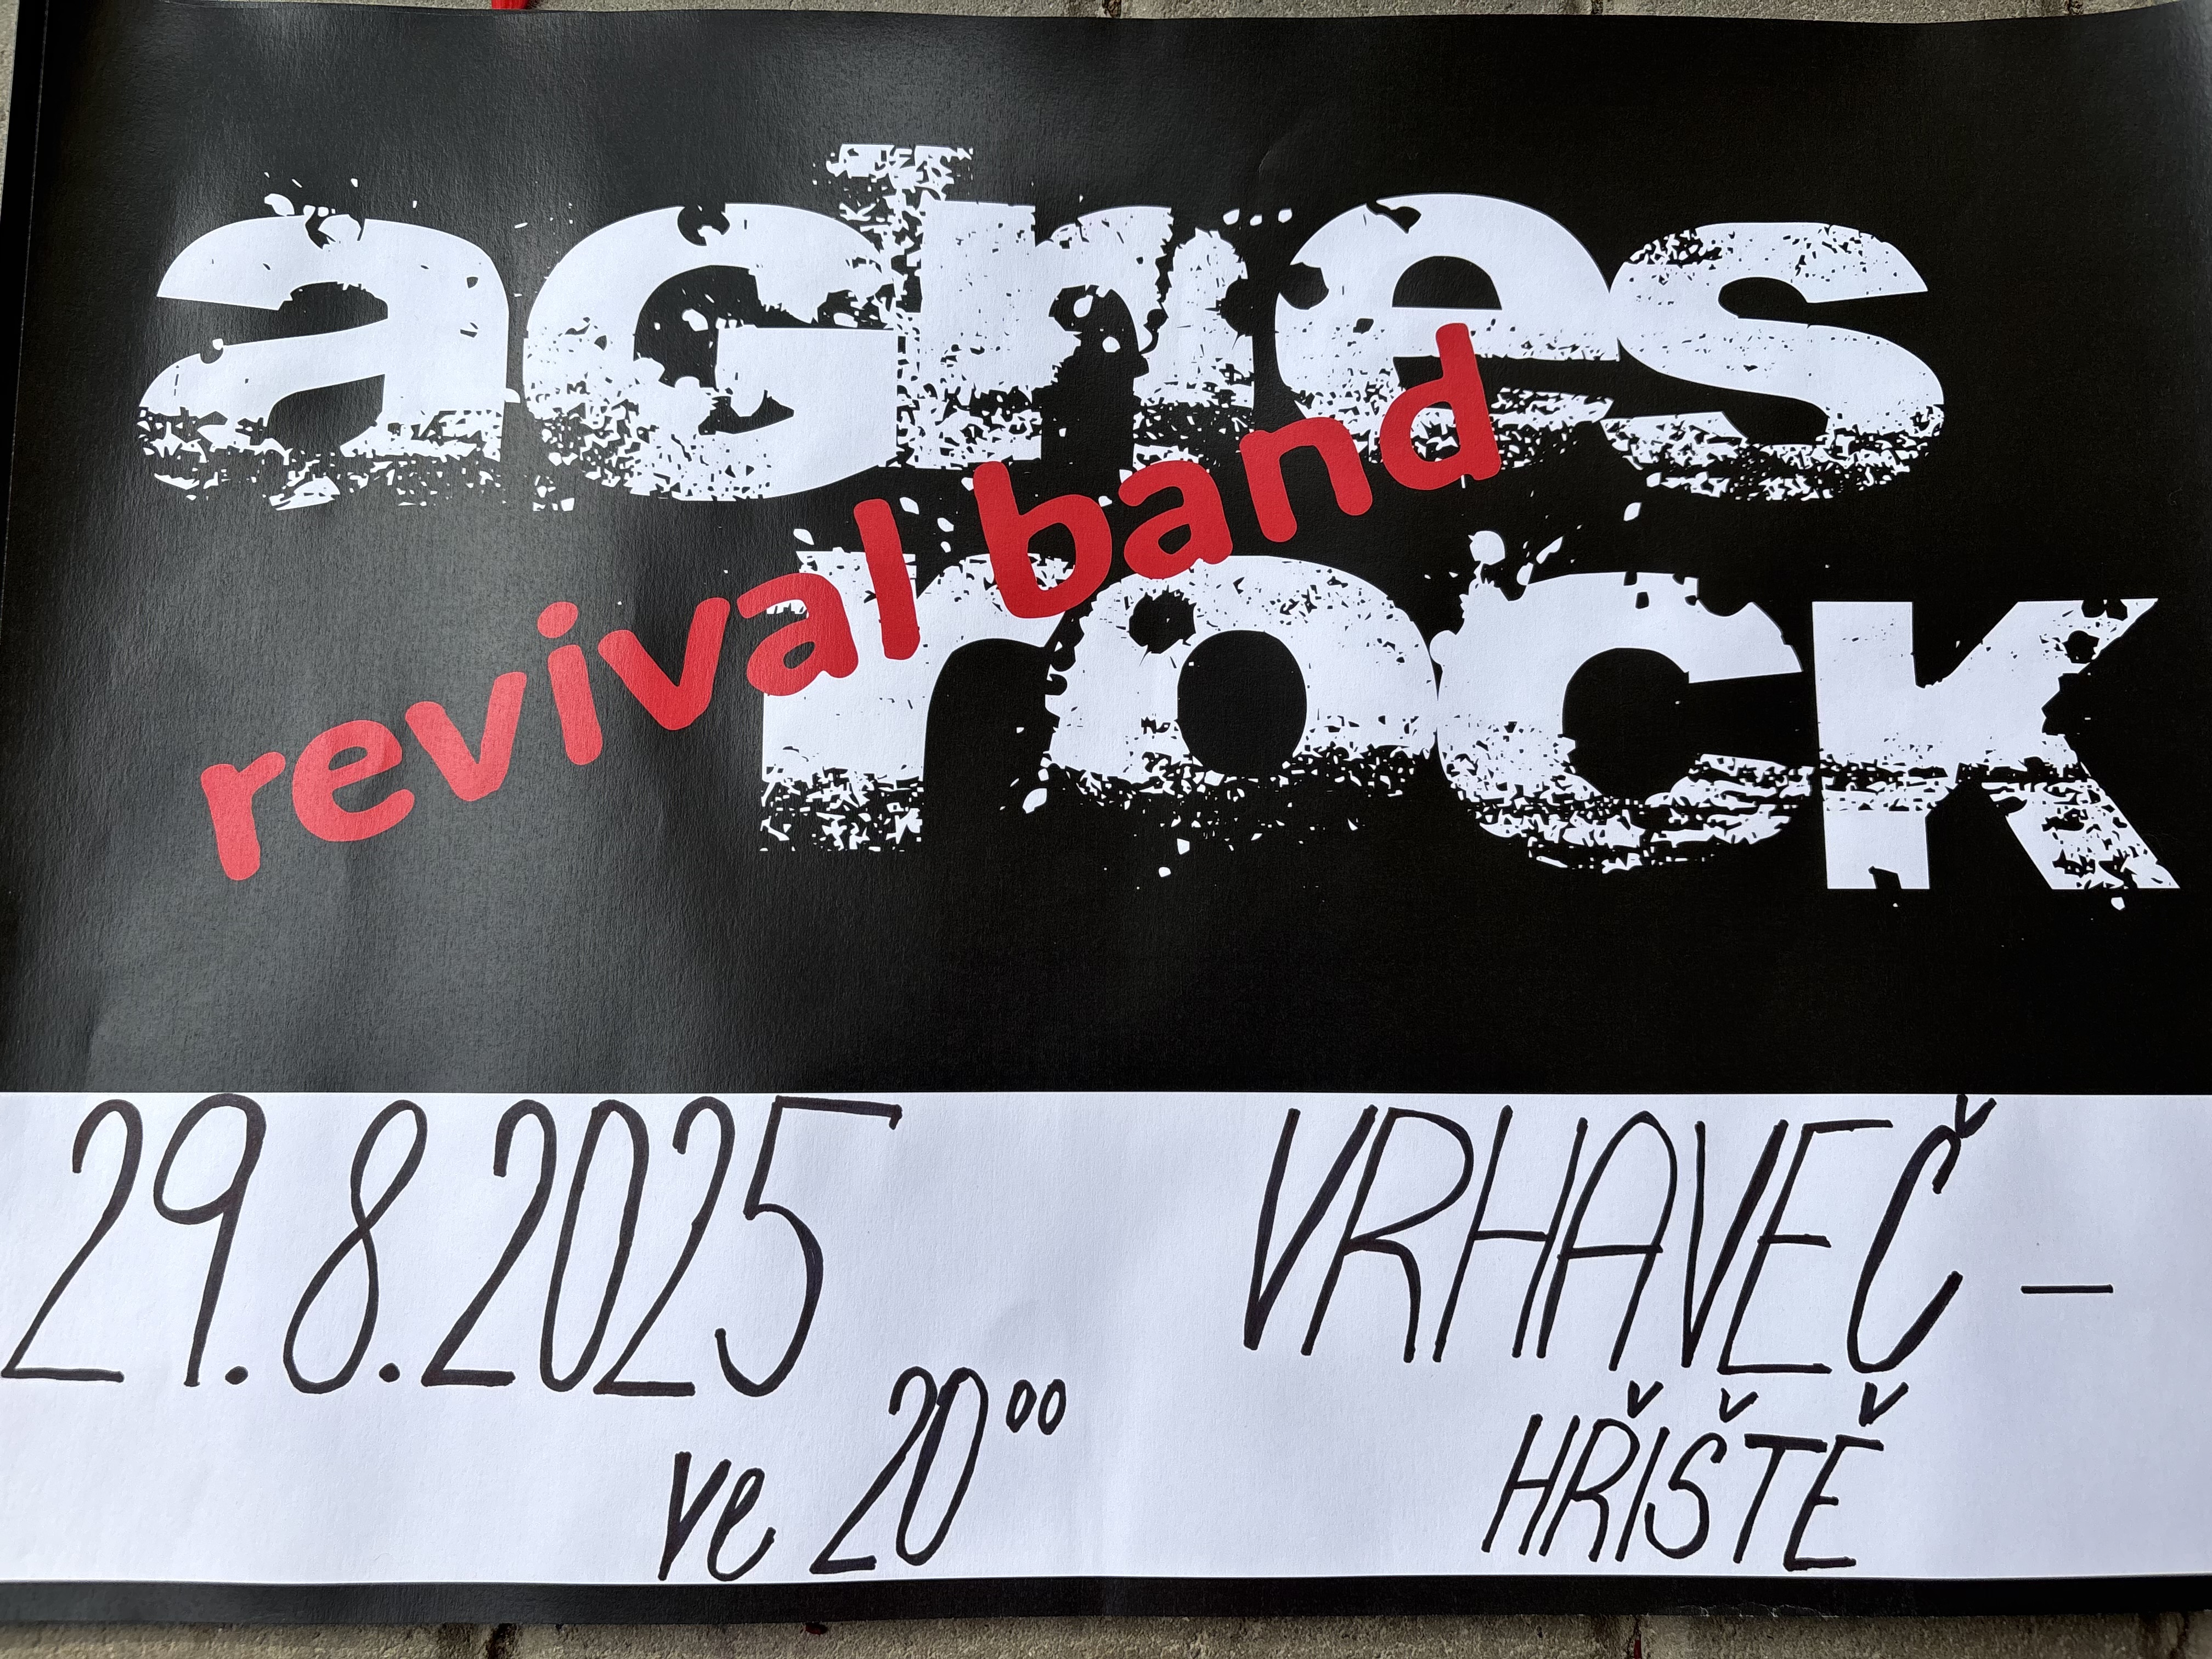 agnes
revival band
rock
29.8.2025
ve 20⁰⁰
VRHAVEČ –
HŘIŠTĚ